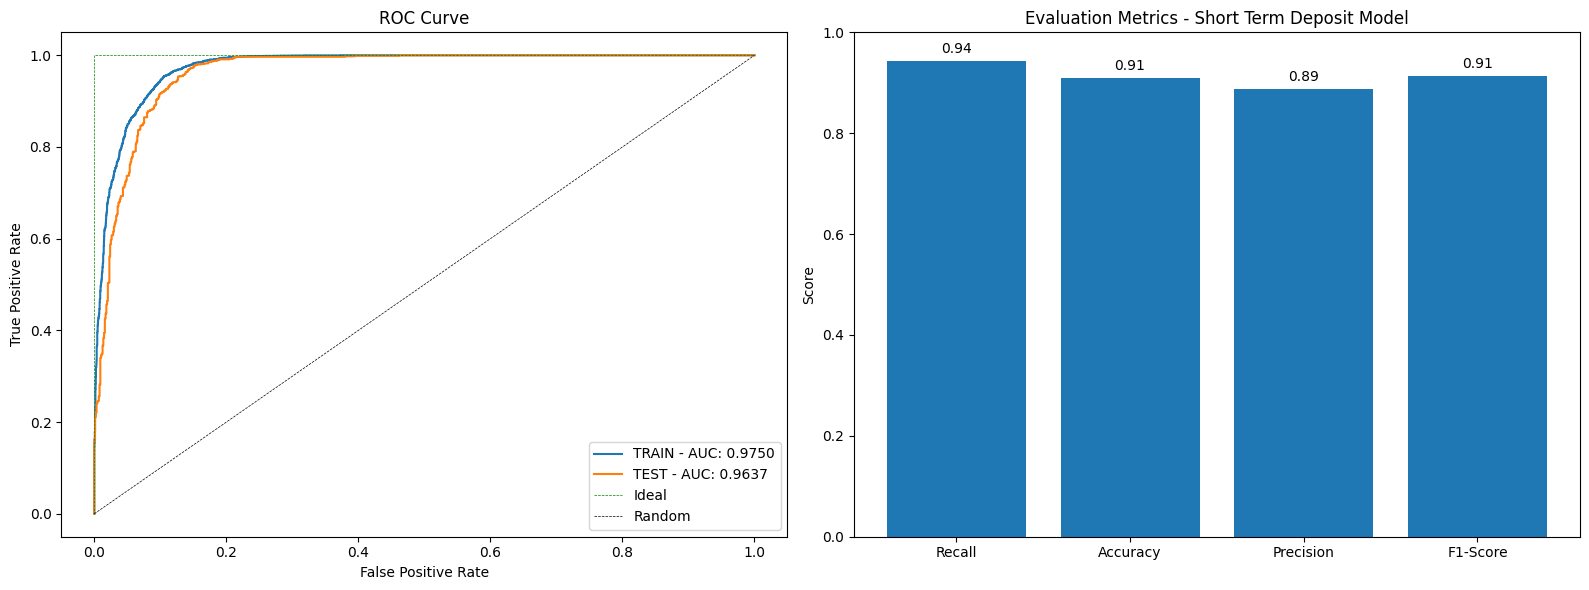 ROC Curve
1.0
0.8
0.6
0.4
0.2
0.0
True Positive Rate
0.0 0.2 0.4 0.6 0.8 1.0
False Positive Rate
TRAIN - AUC: 0.9750
TEST - AUC: 0.9637
Ideal
Random
Evaluation Metrics - Short Term Deposit Model
1.0
0.8
0.6
0.4
0.2
0.0
Score
0.94 0.91 0.89 0.91
Recall Accuracy Precision F1-Score